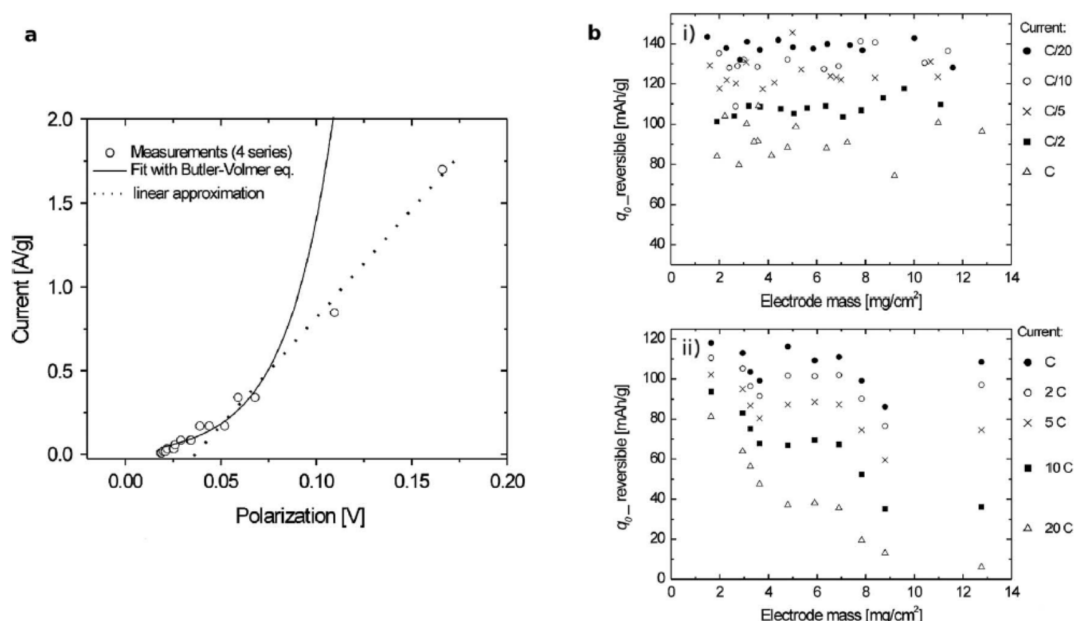 a
2.0
1.5
1.0
0.5
0.0
Current [A/g]
Measurements (4 series)
Fit with Butler-Volmer eq.
linear approximation
0.00
0.05
0.10
0.15
0.20
Polarization [V]
b
i)
140
120
100
80
60
40
q0_reversible [mAh/g]
0
2
4
6
8
10
12
14
Electrode mass [mg/cm²]
Current:
C/20
C/10
C/5
C/2
C
ii)
120
100
80
60
40
20
0
q0_reversible [mAh/g]
0
2
4
6
8
10
12
14
Electrode mass [mg/cm²]
Current:
C
2 C
5 C
10 C
20 C